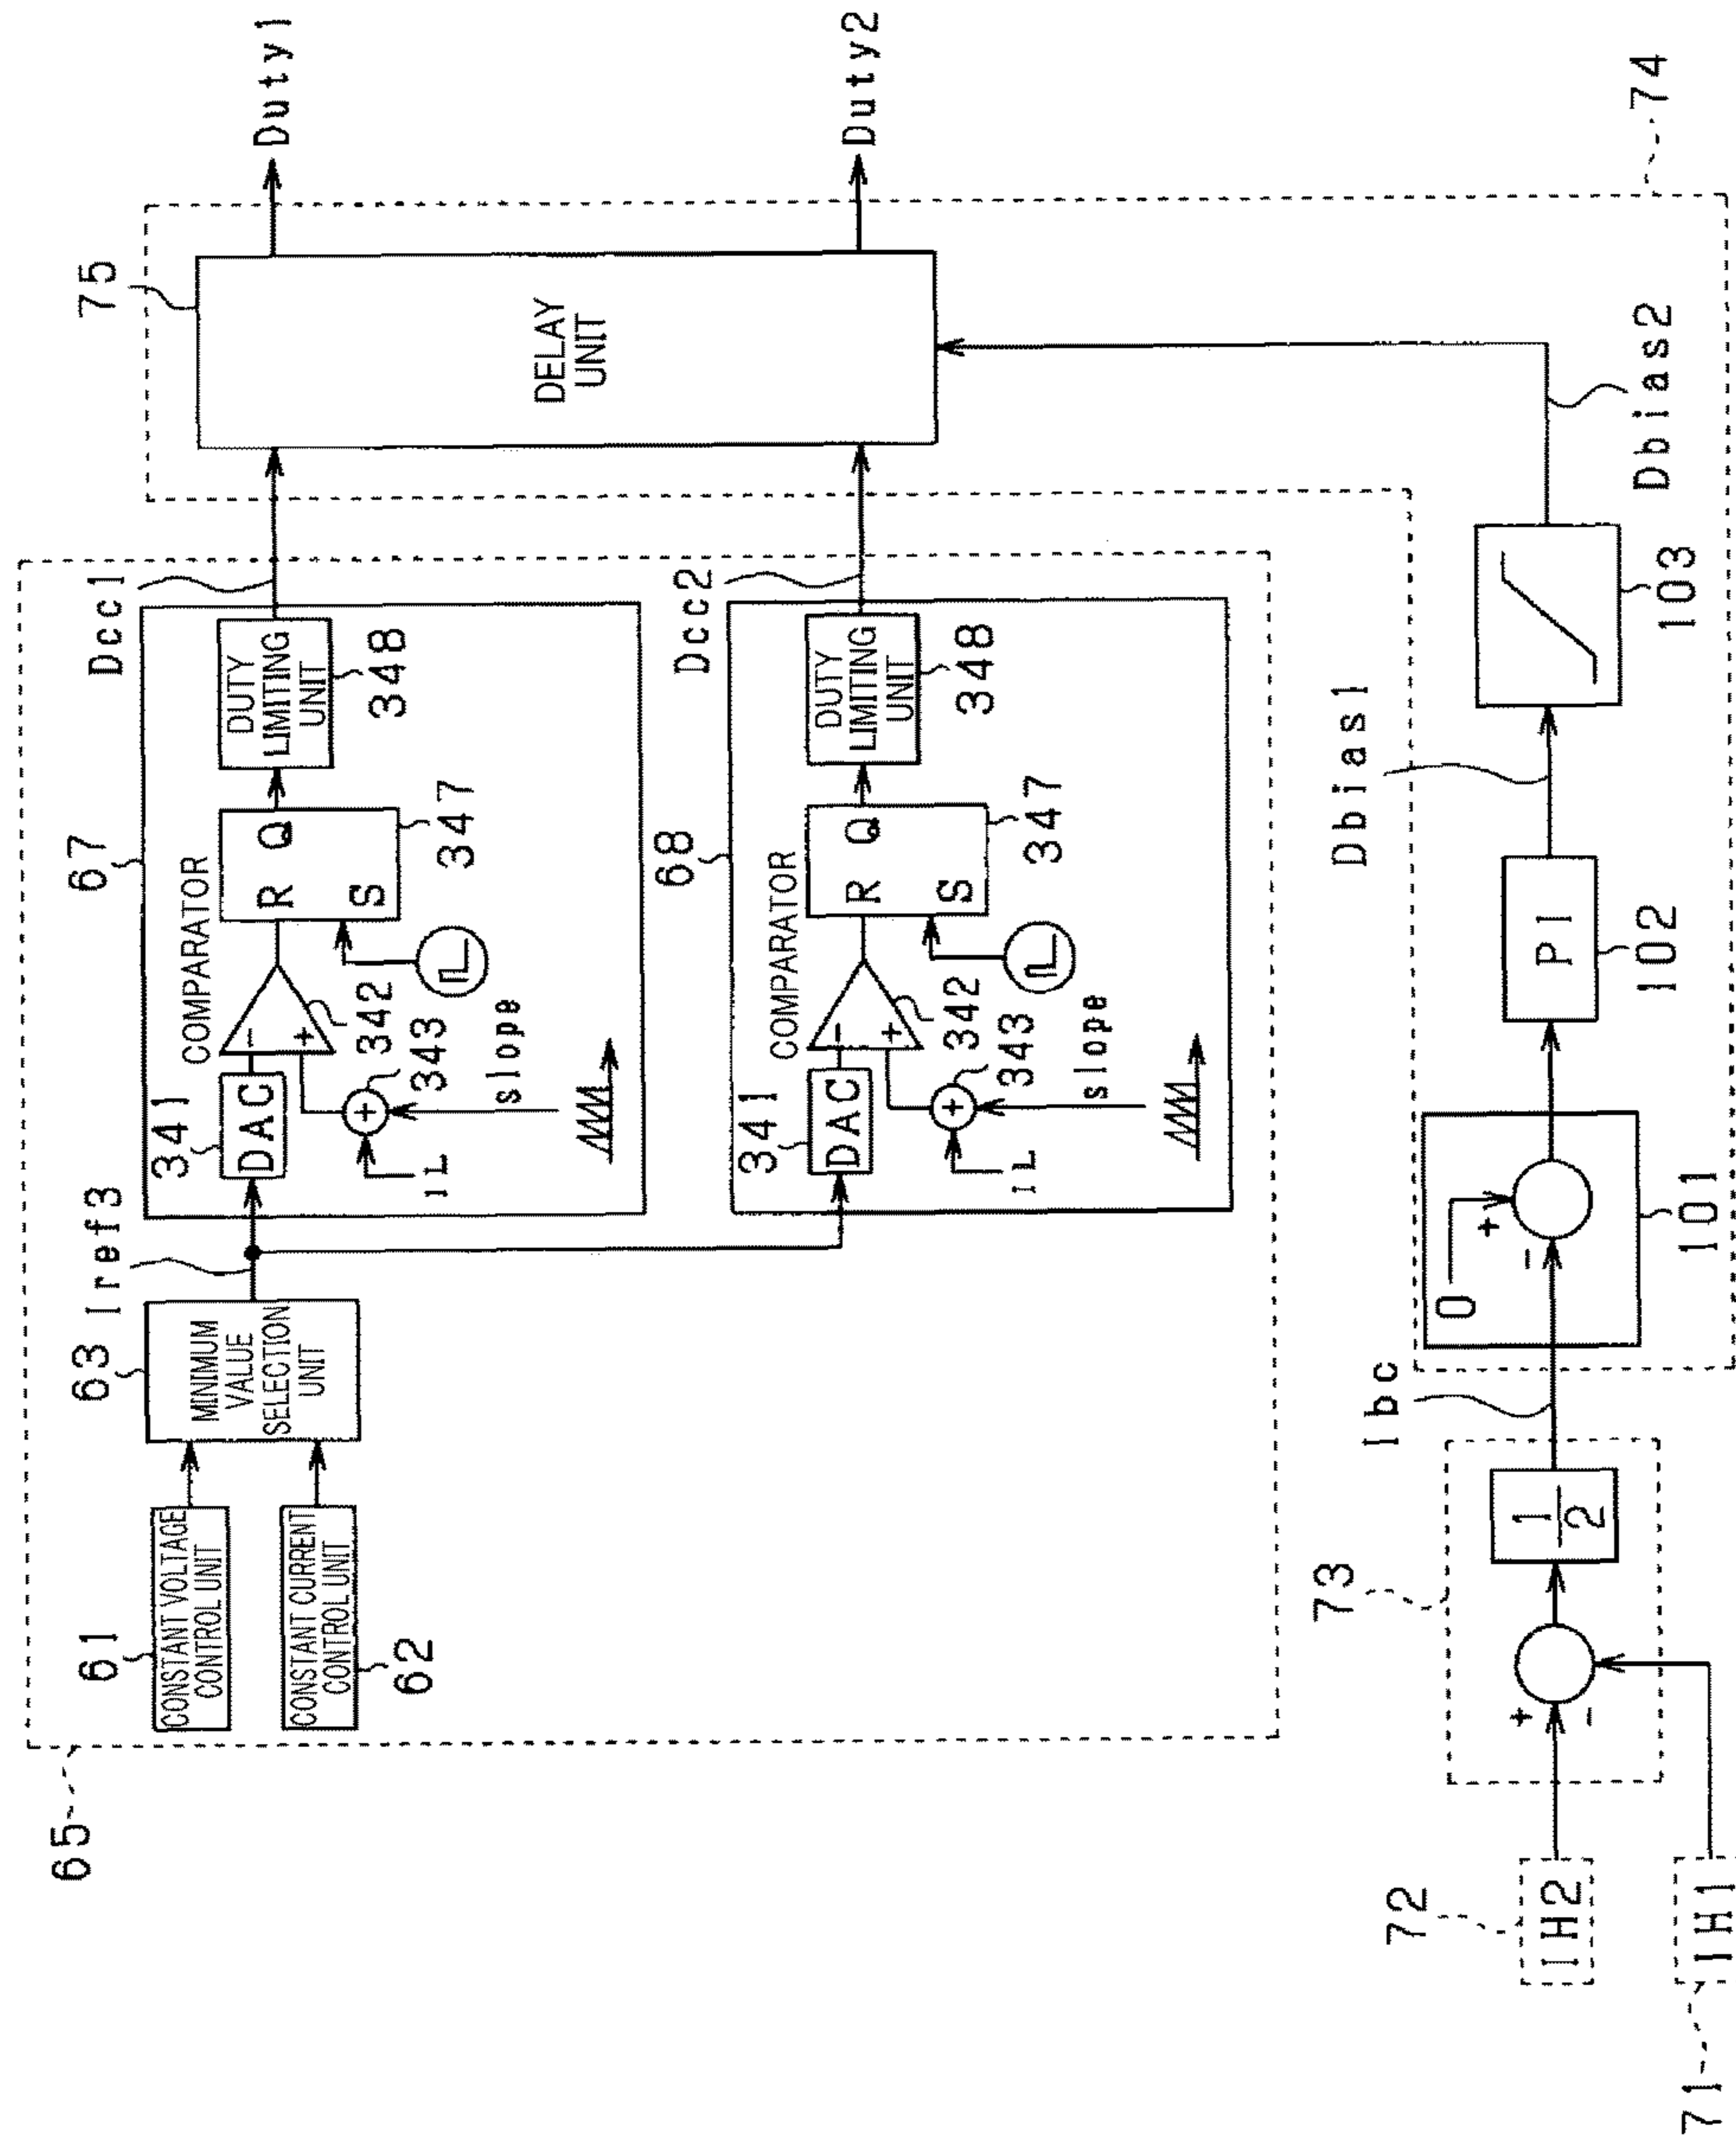 65
61
CONSTANT VOLTAGE
CONTROL UNIT
CONSTANT CURRENT
CONTROL UNIT
62
63
MINIMUM
VALUE
SELECTION
UNIT
Iref3
67
341
DAC
COMPARATOR
−
+
342
+
343
IL
slope
R
Q
S
347
DUTY
LIMITING
UNIT
348
Dcc1
68
341
DAC
COMPARATOR
−
+
342
+
343
IL
slope
R
Q
S
347
DUTY
LIMITING
UNIT
348
Dcc2
75
DELAY
UNIT
Duty1
Duty2
74
72
IH2
71
IH1
73
+
−
1
2
Ibc
0
+
−
101
PI
102
Dbias1
103
Dbias2